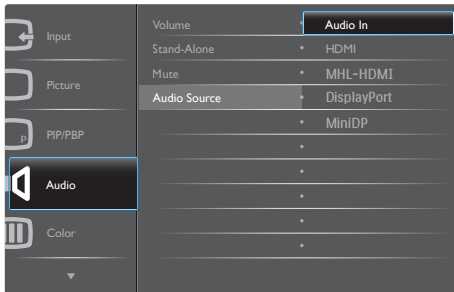 Input
Picture
PIP/PBP
P
Audio
Color
Volume
Stand-Alone
Mute
Audio Source
Audio In
HDMI
MHL-HDMI
DisplayPort
MiniDP